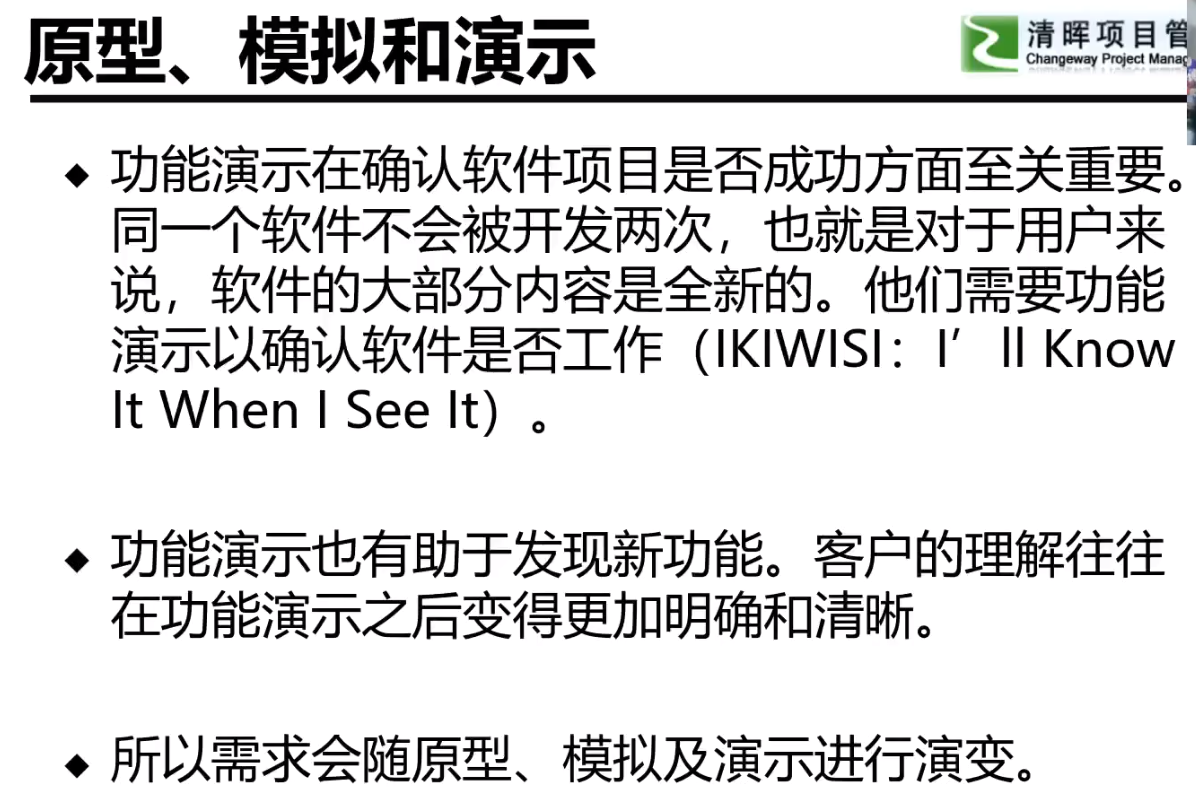 原型、模拟和演示
清晖项目管
Changeway Project Manag
◆ 功能演示在确认软件项目是否成功方面至关重要。
同一个软件不会被开发两次，也就是对于用户来
说，软件的大部分内容是全新的。他们需要功能
演示以确认软件是否工作（IKIWISI：I’ll Know
It When I See It）。
◆ 功能演示也有助于发现新功能。客户的理解往往
在功能演示之后变得更加明确和清晰。
◆ 所以需求会随原型、模拟及演示进行演变。